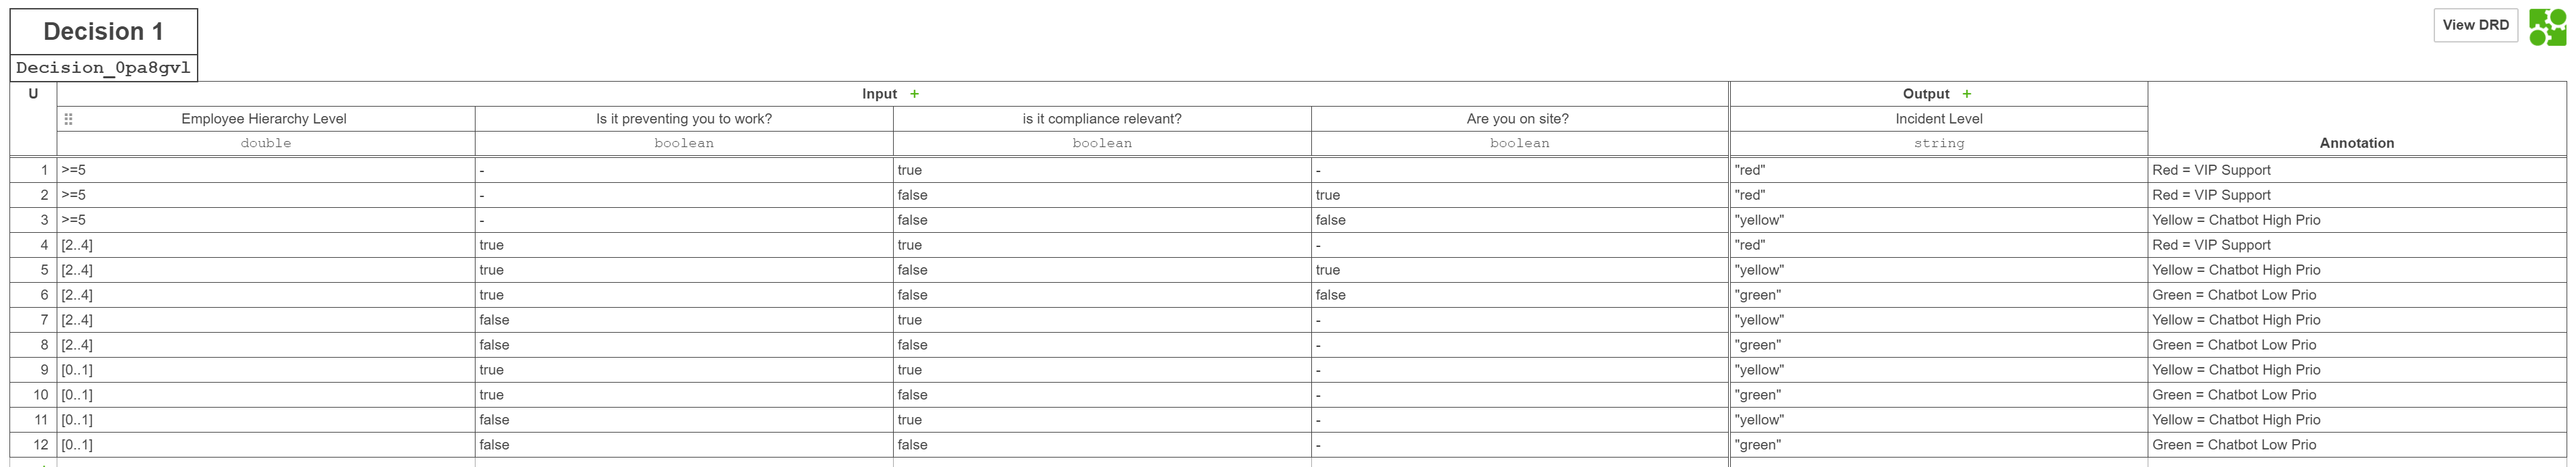 Decision 1
View DRD
Decision_0pa8gvl
U Input + Output +
Employee Hierarchy Level Is it preventing you to work? is it compliance relevant? Are you on site? Incident Level
double boolean boolean boolean string Annotation
1 >=5 - true - "red" Red = VIP Support
2 >=5 - false true "red" Red = VIP Support
3 >=5 - false false "yellow" Yellow = Chatbot High Prio
4 [2..4] true true - "red" Red = VIP Support
5 [2..4] true false true "yellow" Yellow = Chatbot High Prio
6 [2..4] true false false "green" Green = Chatbot Low Prio
7 [2..4] false true - "yellow" Yellow = Chatbot High Prio
8 [2..4] false false - "green" Green = Chatbot Low Prio
9 [0..1] true true - "yellow" Yellow = Chatbot High Prio
10 [0..1] true false - "green" Green = Chatbot Low Prio
11 [0..1] false true - "yellow" Yellow = Chatbot High Prio
12 [0..1] false false - "green" Green = Chatbot Low Prio